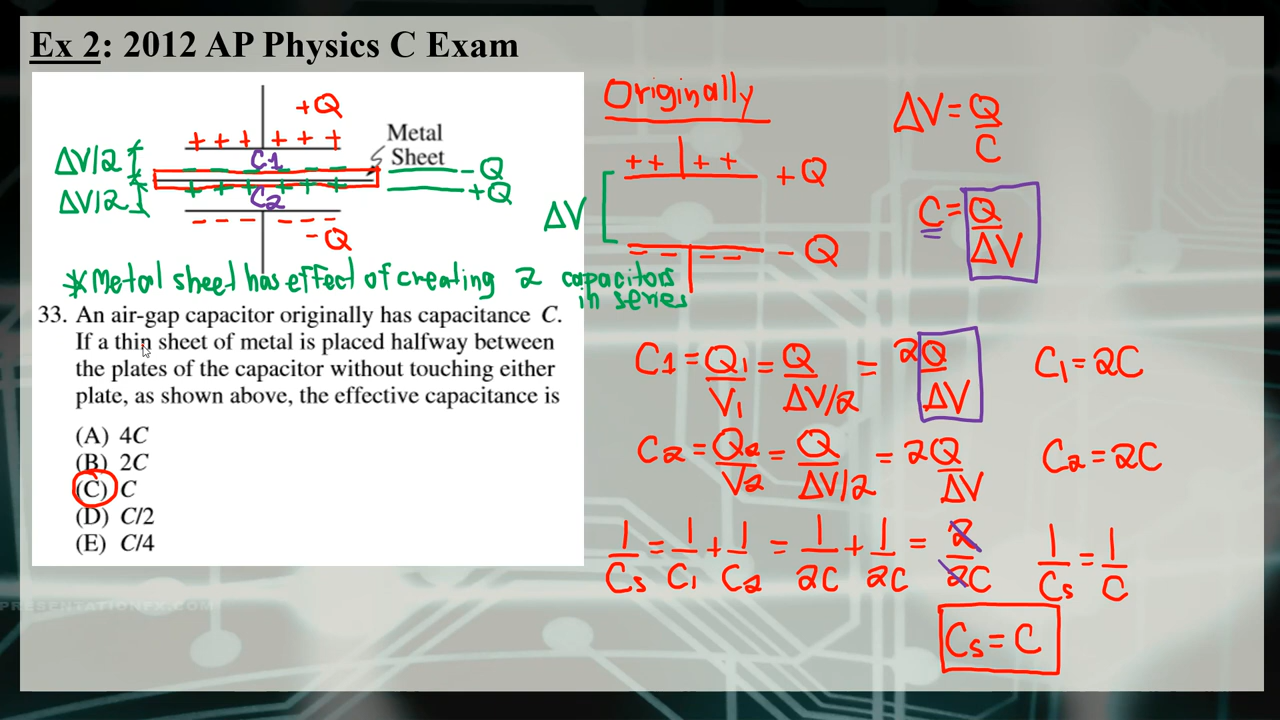 Ex 2: 2012 AP Physics C Exam
+Q
+ + + + + +
Metal
Sheet
ΔV/2
C1
-Q
ΔV/2
+ + + + + +
C2
+Q
- - - - - -
-Q
*Metal sheet has effect of creating 2 capacitors
in series
33. An air-gap capacitor originally has capacitance C.
If a thin sheet of metal is placed halfway between
the plates of the capacitor without touching either
plate, as shown above, the effective capacitance is
(A) 4C
(B) 2C
(C) C
(D) C/2
(E) C/4
Originally
++ ++
+Q
ΔV
-- --
-Q
ΔV = Q/C
C = Q/ΔV
C1 = Q1/V1 = Q/(ΔV/2) = 2Q/ΔV C1 = 2C
C2 = Q2/V2 = Q/(ΔV/2) = 2Q/ΔV C2 = 2C
1/Cs = 1/C1 + 1/C2 = 1/2C + 1/2C = 2/2C 1/Cs = 1/C
Cs = C
PRESENTATIONFX.COM